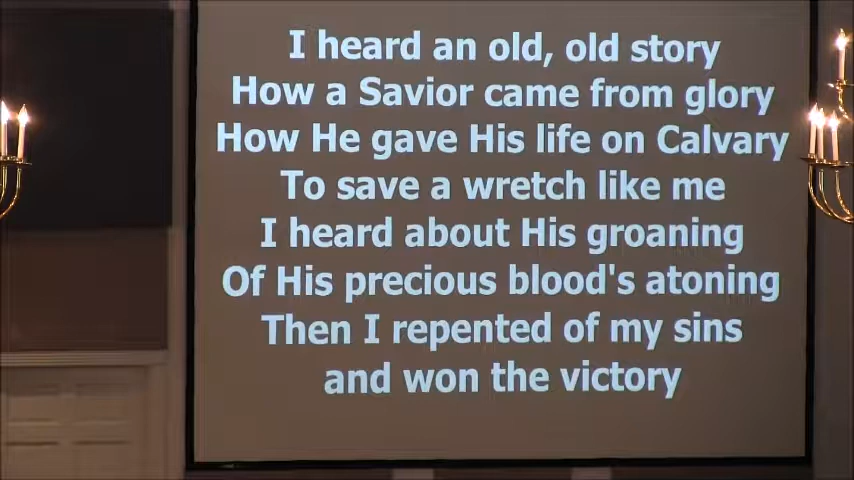 I heard an old, old story
How a Savior came from glory
How He gave His life on Calvary
To save a wretch like me
I heard about His groaning
Of His precious blood's atoning
Then I repented of my sins
and won the victory